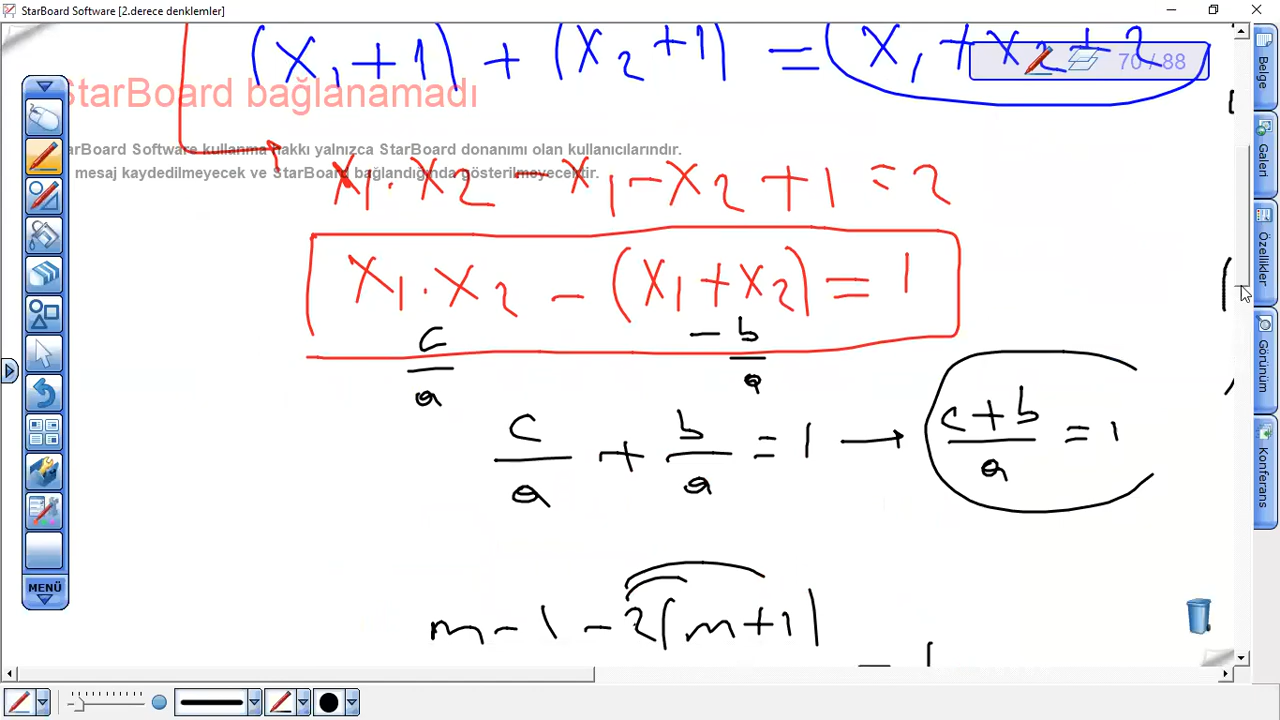 StarBoard Software [2.derece denklemler]
(x₁+1) + (x₂+1) = x₁+x₂+2
70 / 88
StarBoard bağlanamadı
StarBoard Software kullanma hakkı yalnızca StarBoard donanımı olan kullanıcılarındır.
mesaj kaydedilmeyecek ve StarBoard bağlandığında gösterilmeyecektir.
x₁.x₂ - x₁-x₂+1 = 2
x₁.x₂ - (x₁+x₂) = 1
c/a -b/a
c/a + b/a = 1 → c+b/a = 1
m-1-2(m+1)
MENÜ
Belge
Galeri
Özellikler
Görünüm
Konferans